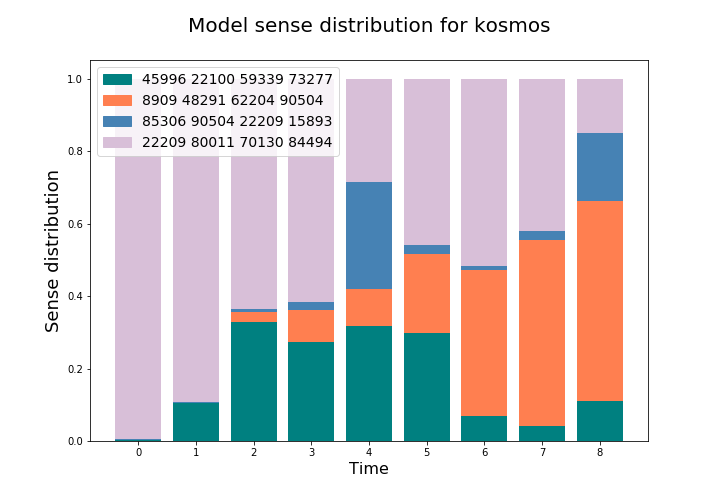 Model sense distribution for kosmos
45996 22100 59339 73277
8909 48291 62204 90504
85306 90504 22209 15893
22209 80011 70130 84494
Sense distribution
1.0
0.8
0.6
0.4
0.2
0.0
0 1 2 3 4 5 6 7 8
Time